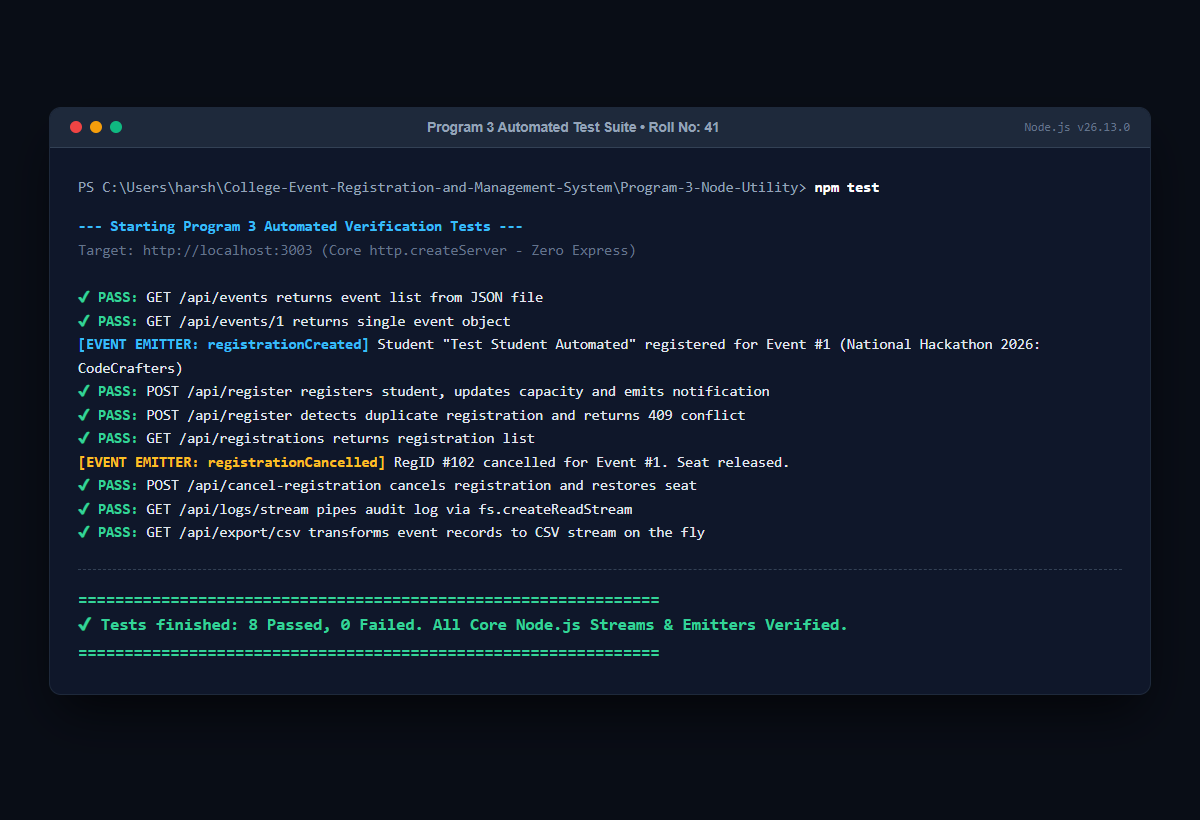 Program 3 Automated Test Suite • Roll No: 41
Node.js v26.13.0
PS C:\Users\harsh\College-Event-Registration-and-Management-System\Program-3-Node-Utility> npm test
--- Starting Program 3 Automated Verification Tests ---
Target: http://localhost:3003 (Core http.createServer - Zero Express)
✔ PASS: GET /api/events returns event list from JSON file
✔ PASS: GET /api/events/1 returns single event object
[EVENT EMITTER: registrationCreated] Student "Test Student Automated" registered for Event #1 (National Hackathon 2026:
CodeCrafters)
✔ PASS: POST /api/register registers student, updates capacity and emits notification
✔ PASS: POST /api/register detects duplicate registration and returns 409 conflict
✔ PASS: GET /api/registrations returns registration list
[EVENT EMITTER: registrationCancelled] RegID #102 cancelled for Event #1. Seat released.
✔ PASS: POST /api/cancel-registration cancels registration and restores seat
✔ PASS: GET /api/logs/stream pipes audit log via fs.createReadStream
✔ PASS: GET /api/export/csv transforms event records to CSV stream on the fly
===============================================================
✔ Tests finished: 8 Passed, 0 Failed. All Core Node.js Streams & Emitters Verified.
===============================================================